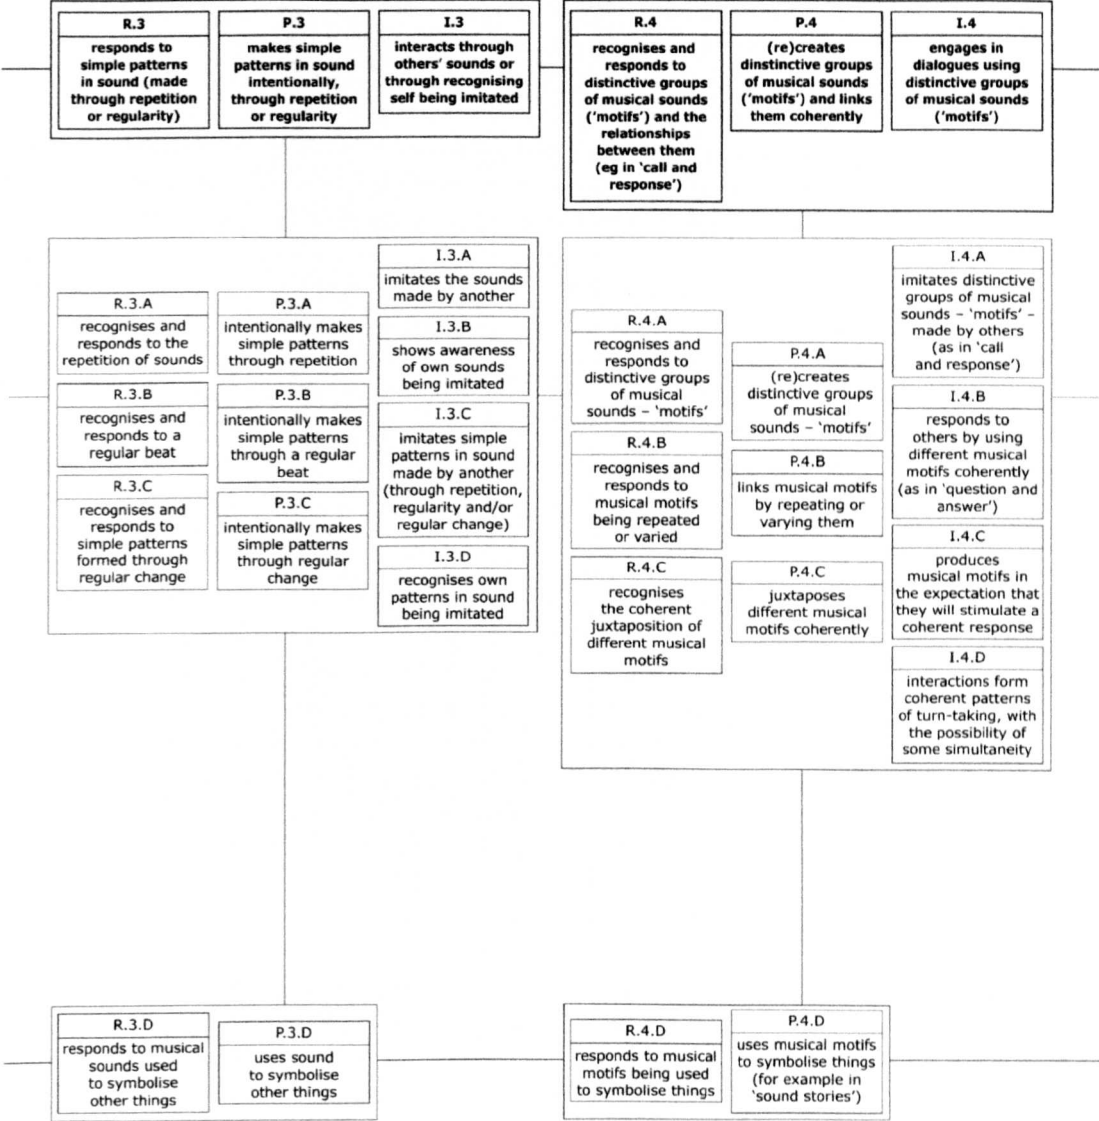 R.3
responds to
simple patterns
in sound (made
through repetition
or regularity)
P.3
makes simple
patterns in sound
intentionally,
through repetition
or regularity
I.3
interacts through
others' sounds or
through recognising
self being imitated
R.4
recognises and
responds to
distinctive groups
of musical sounds
('motifs') and the
relationships
between them
(eg in 'call and
response')
P.4
(re)creates
dinstinctive groups
of musical sounds
('motifs') and links
them coherently
I.4
engages in
dialogues using
distinctive groups
of musical sounds
('motifs')
R.3.A
recognises and
responds to the
repetition of sounds
R.3.B
recognises and
responds to a
regular beat
R.3.C
recognises and
responds to
simple patterns
formed through
regular change
P.3.A
intentionally makes
simple patterns
through repetition
P.3.B
intentionally makes
simple patterns
through a regular
beat
P.3.C
intentionally makes
simple patterns
through regular
change
I.3.A
imitates the sounds
made by another
I.3.B
shows awareness
of own sounds
being imitated
I.3.C
imitates simple
patterns in sound
made by another
(through repetition,
regularity and/or
regular change)
I.3.D
recognises own
patterns in sound
being imitated
R.4.A
recognises and
responds to
distinctive groups
of musical
sounds – 'motifs'
R.4.B
recognises and
responds to
musical motifs
being repeated
or varied
R.4.C
recognises
the coherent
juxtaposition of
different musical
motifs
P.4.A
(re)creates
distinctive groups
of musical
sounds – 'motifs'
P.4.B
links musical motifs
by repeating or
varying them
P.4.C
juxtaposes
different musical
motifs coherently
I.4.A
imitates distinctive
groups of musical
sounds – 'motifs' –
made by others
(as in 'call
and response')
I.4.B
responds to
others by using
different musical
motifs coherently
(as in 'question and
answer')
I.4.C
produces
musical motifs in
the expectation that
they will stimulate a
coherent response
I.4.D
interactions form
coherent patterns
of turn-taking, with
the possibility of
some simultaneity
R.3.D
responds to musical
sounds used
to symbolise
other things
P.3.D
uses sound
to symbolise
other things
R.4.D
responds to musical
motifs being used
to symbolise things
P.4.D
uses musical motifs
to symbolise things
(for example in
'sound stories')